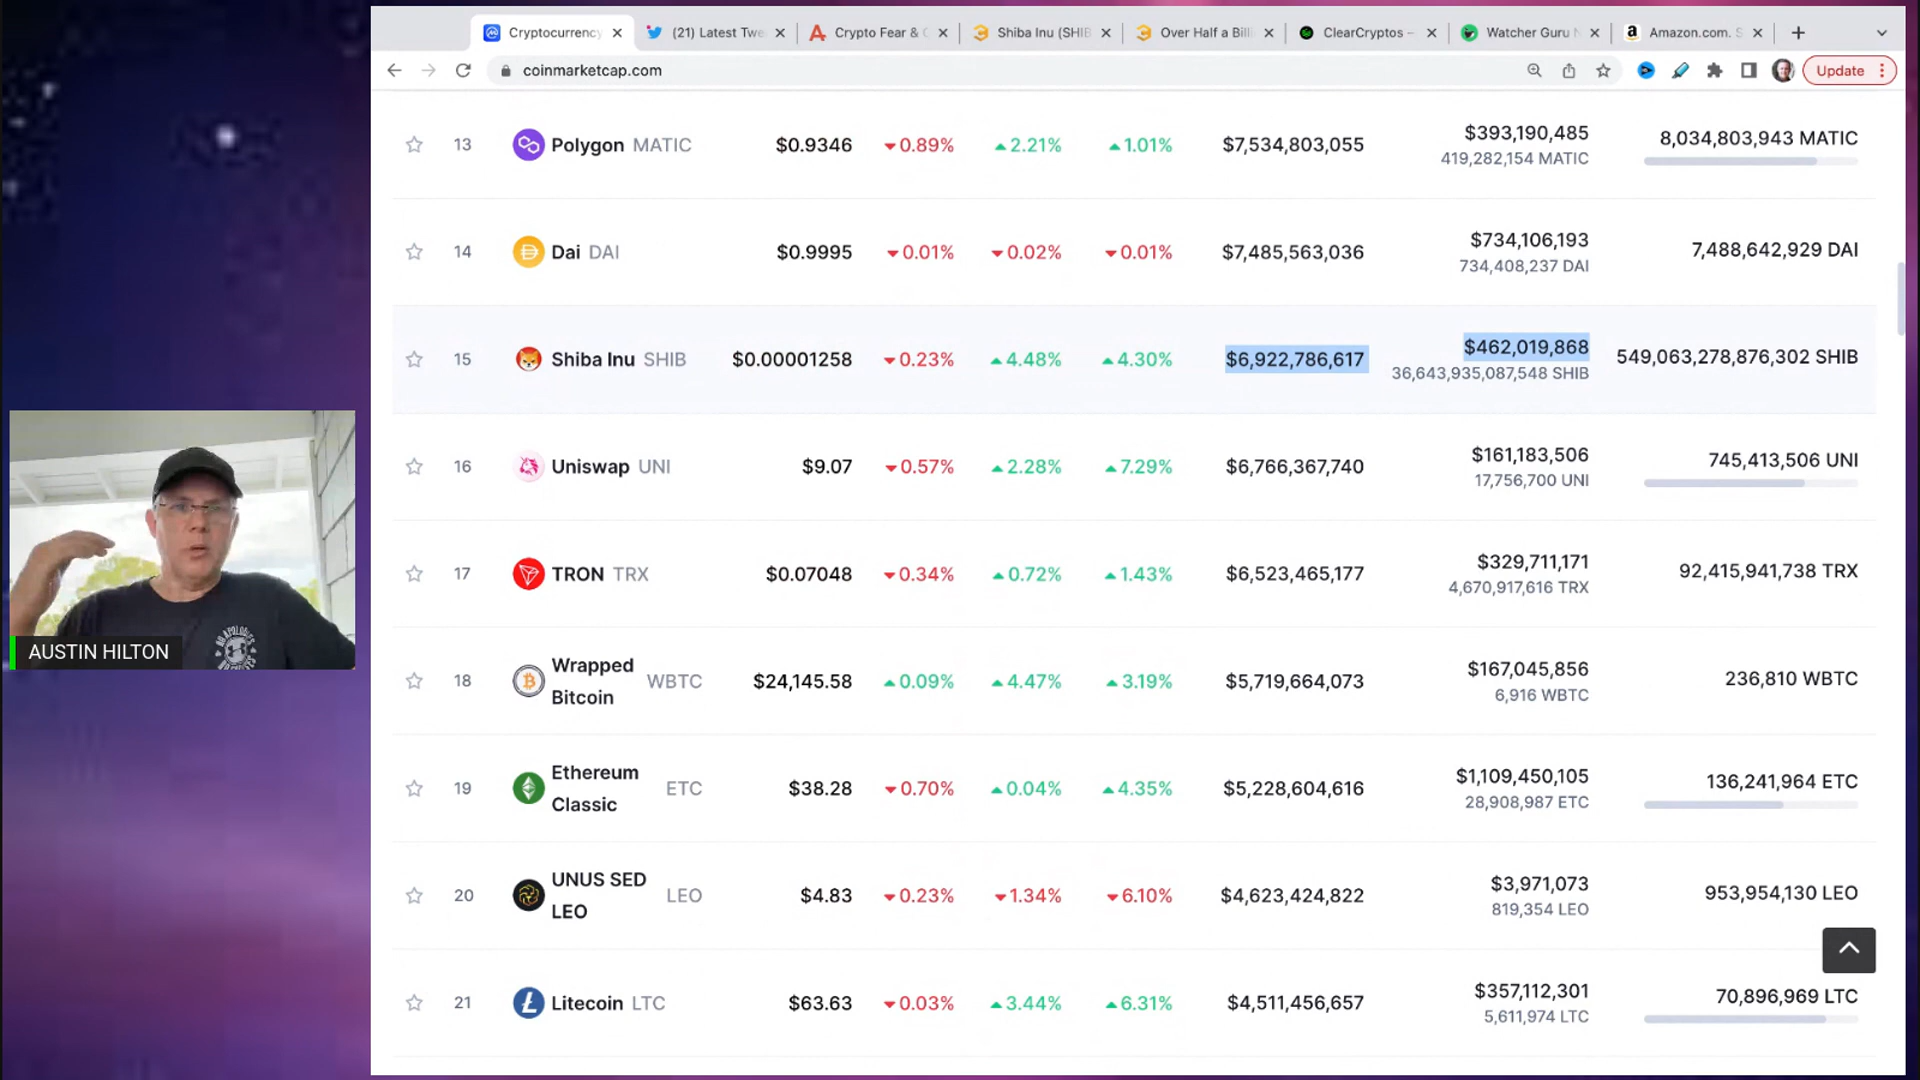 Cryptocurrency
(21) Latest Twe
Crypto Fear & G
Shiba Inu (SHIB
Over Half a Bill
ClearCryptos –
Watcher Guru N
Amazon.com. S
coinmarketcap.com
Update
13 Polygon MATIC $0.9346 0.89% 2.21% 1.01% $7,534,803,055 $393,190,485 8,034,803,943 MATIC
419,282,154 MATIC
14 Dai DAI $0.9995 0.01% 0.02% 0.01% $7,485,563,036 $734,106,193 7,488,642,929 DAI
734,408,237 DAI
15 Shiba Inu SHIB $0.00001258 0.23% 4.48% 4.30% $6,922,786,617 $462,019,868 549,063,278,876,302 SHIB
36,643,935,087,548 SHIB
16 Uniswap UNI $9.07 0.57% 2.28% 7.29% $6,766,367,740 $161,183,506 745,413,506 UNI
17,756,700 UNI
17 TRON TRX $0.07048 0.34% 0.72% 1.43% $6,523,465,177 $329,711,171 92,415,941,738 TRX
4,670,917,616 TRX
18 Wrapped Bitcoin WBTC $24,145.58 0.09% 4.47% 3.19% $5,719,664,073 $167,045,856 236,810 WBTC
6,916 WBTC
19 Ethereum Classic ETC $38.28 0.70% 0.04% 4.35% $5,228,604,616 $1,109,450,105 136,241,964 ETC
28,908,987 ETC
20 UNUS SED LEO LEO $4.83 0.23% 1.34% 6.10% $4,623,424,822 $3,971,073 953,954,130 LEO
819,354 LEO
21 Litecoin LTC $63.63 0.03% 3.44% 6.31% $4,511,456,657 $357,112,301 70,896,969 LTC
5,611,974 LTC
AUSTIN HILTON